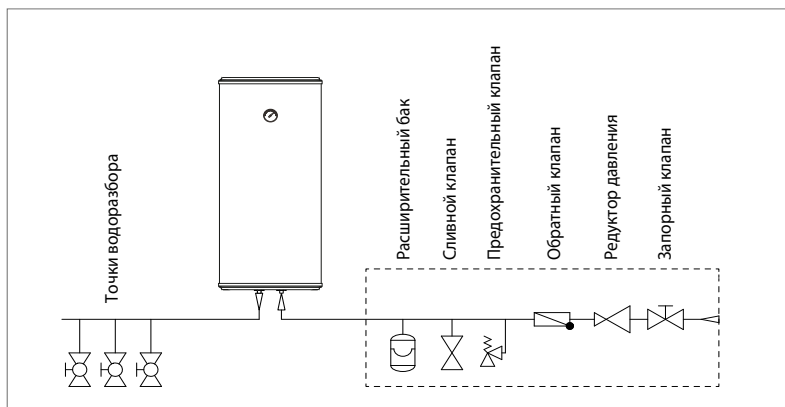 Точки водоразбора
Расширительный бак
Сливной клапан
Предохранительный клапан
Обратный клапан
Редуктор давления
Запорный клапан